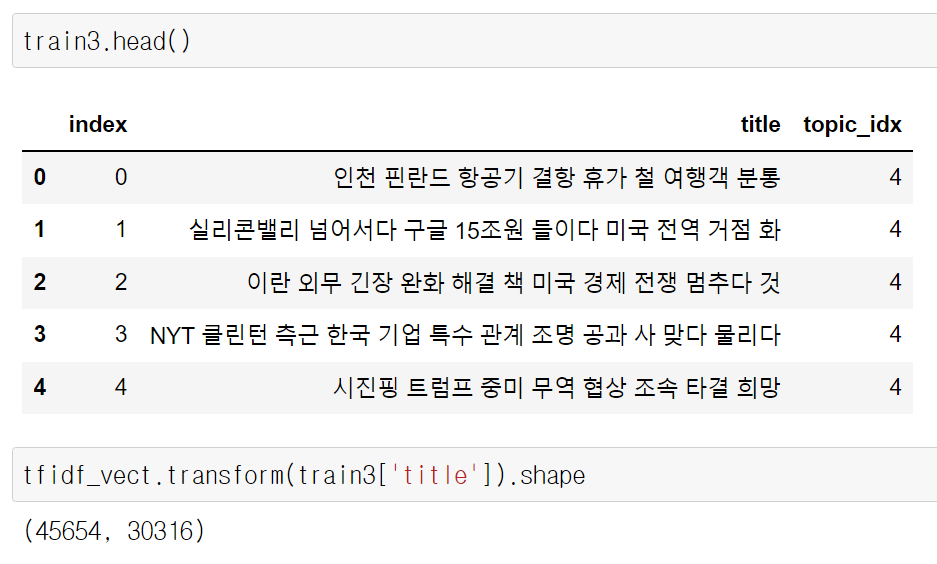 train3.head()
index title topic_idx
0 0 인천 핀란드 항공기 결항 휴가 철 여행객 분통 4
1 1 실리콘밸리 넘어서다 구글 15조원 들이다 미국 전역 거점 화 4
2 2 이란 외무 긴장 완화 해결 책 미국 경제 전쟁 멈추다 것 4
3 3 NYT 클린턴 측근 한국 기업 특수 관계 조명 공과 사 맞다 물리다 4
4 4 시진핑 트럼프 중미 무역 협상 조속 타결 희망 4
tfidf_vect.transform(train3['title']).shape
(45654, 30316)